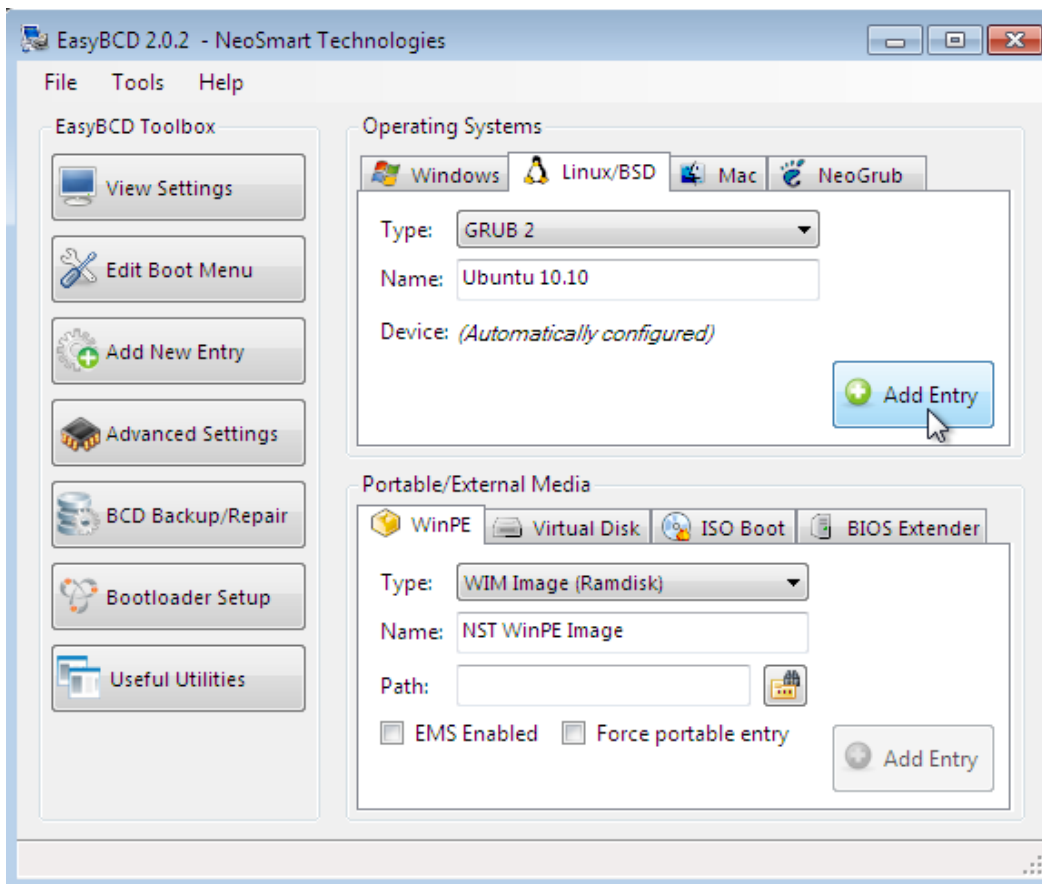 EasyBCD 2.0.2 - NeoSmart Technologies
File Tools Help
EasyBCD Toolbox
View Settings
Edit Boot Menu
Add New Entry
Advanced Settings
BCD Backup/Repair
Bootloader Setup
Useful Utilities
Operating Systems
Windows Linux/BSD Mac NeoGrub
Type: GRUB 2
Name: Ubuntu 10.10
Device: (Automatically configured)
Add Entry
Portable/External Media
WinPE Virtual Disk ISO Boot BIOS Extender
Type: WIM Image (Ramdisk)
Name: NST WinPE Image
Path:
EMS Enabled Force portable entry
Add Entry